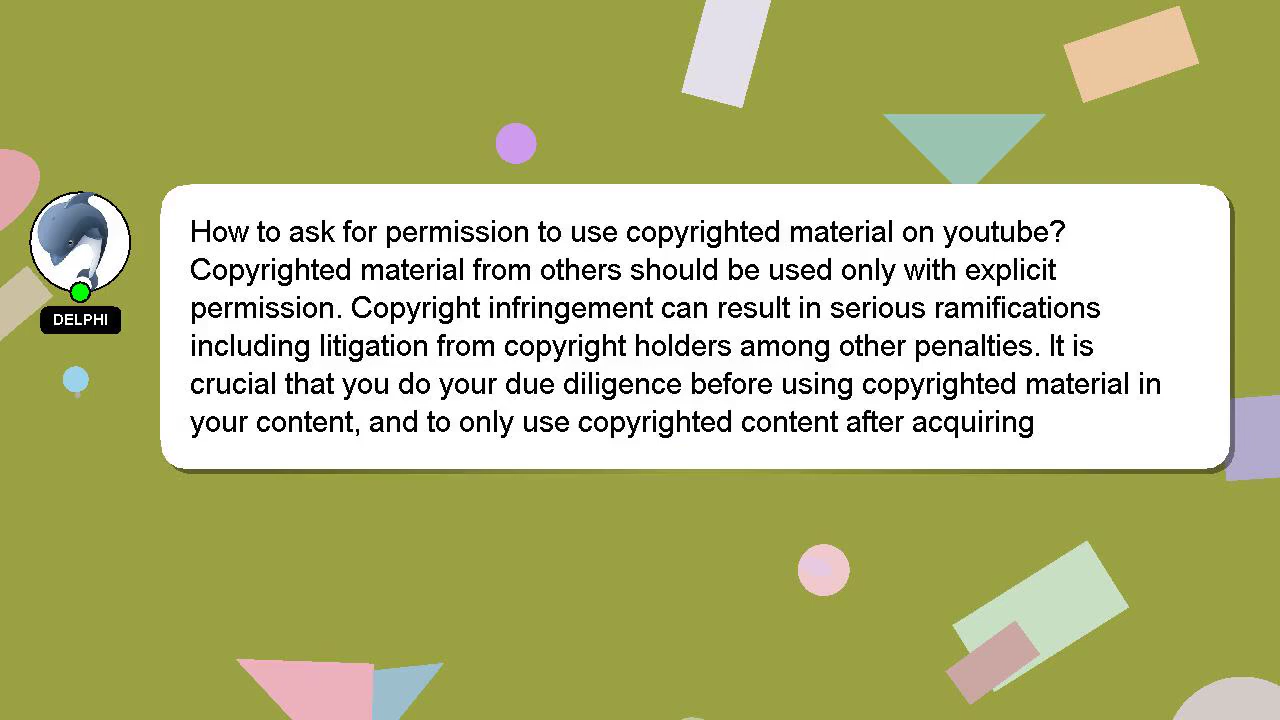 How to ask for permission to use copyrighted material on youtube?
Copyrighted material from others should be used only with explicit
permission. Copyright infringement can result in serious ramifications
including litigation from copyright holders among other penalties. It is
crucial that you do your due diligence before using copyrighted material in
your content, and to only use copyrighted content after acquiring
DELPHI